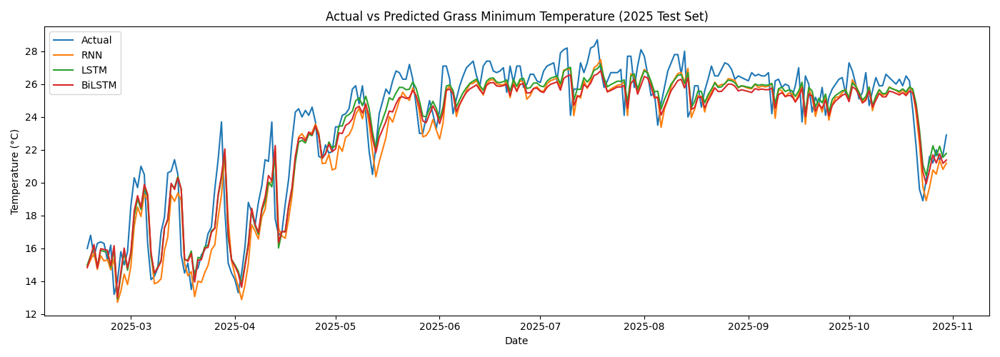 Actual vs Predicted Grass Minimum Temperature (2025 Test Set)
Actual
RNN
LSTM
BiLSTM
Temperature (°C)
28
26
24
22
20
18
16
14
12
2025-03 2025-04 2025-05 2025-06 2025-07 2025-08 2025-09 2025-10 2025-11
Date